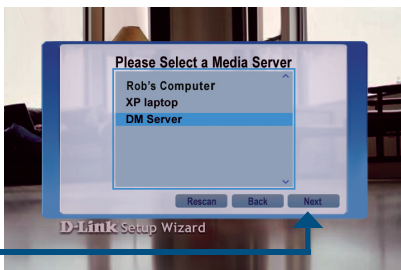 Please Select a Media Server
Rob's Computer
XP laptop
DM Server
Rescan Back Next
D-Link Setup Wizard